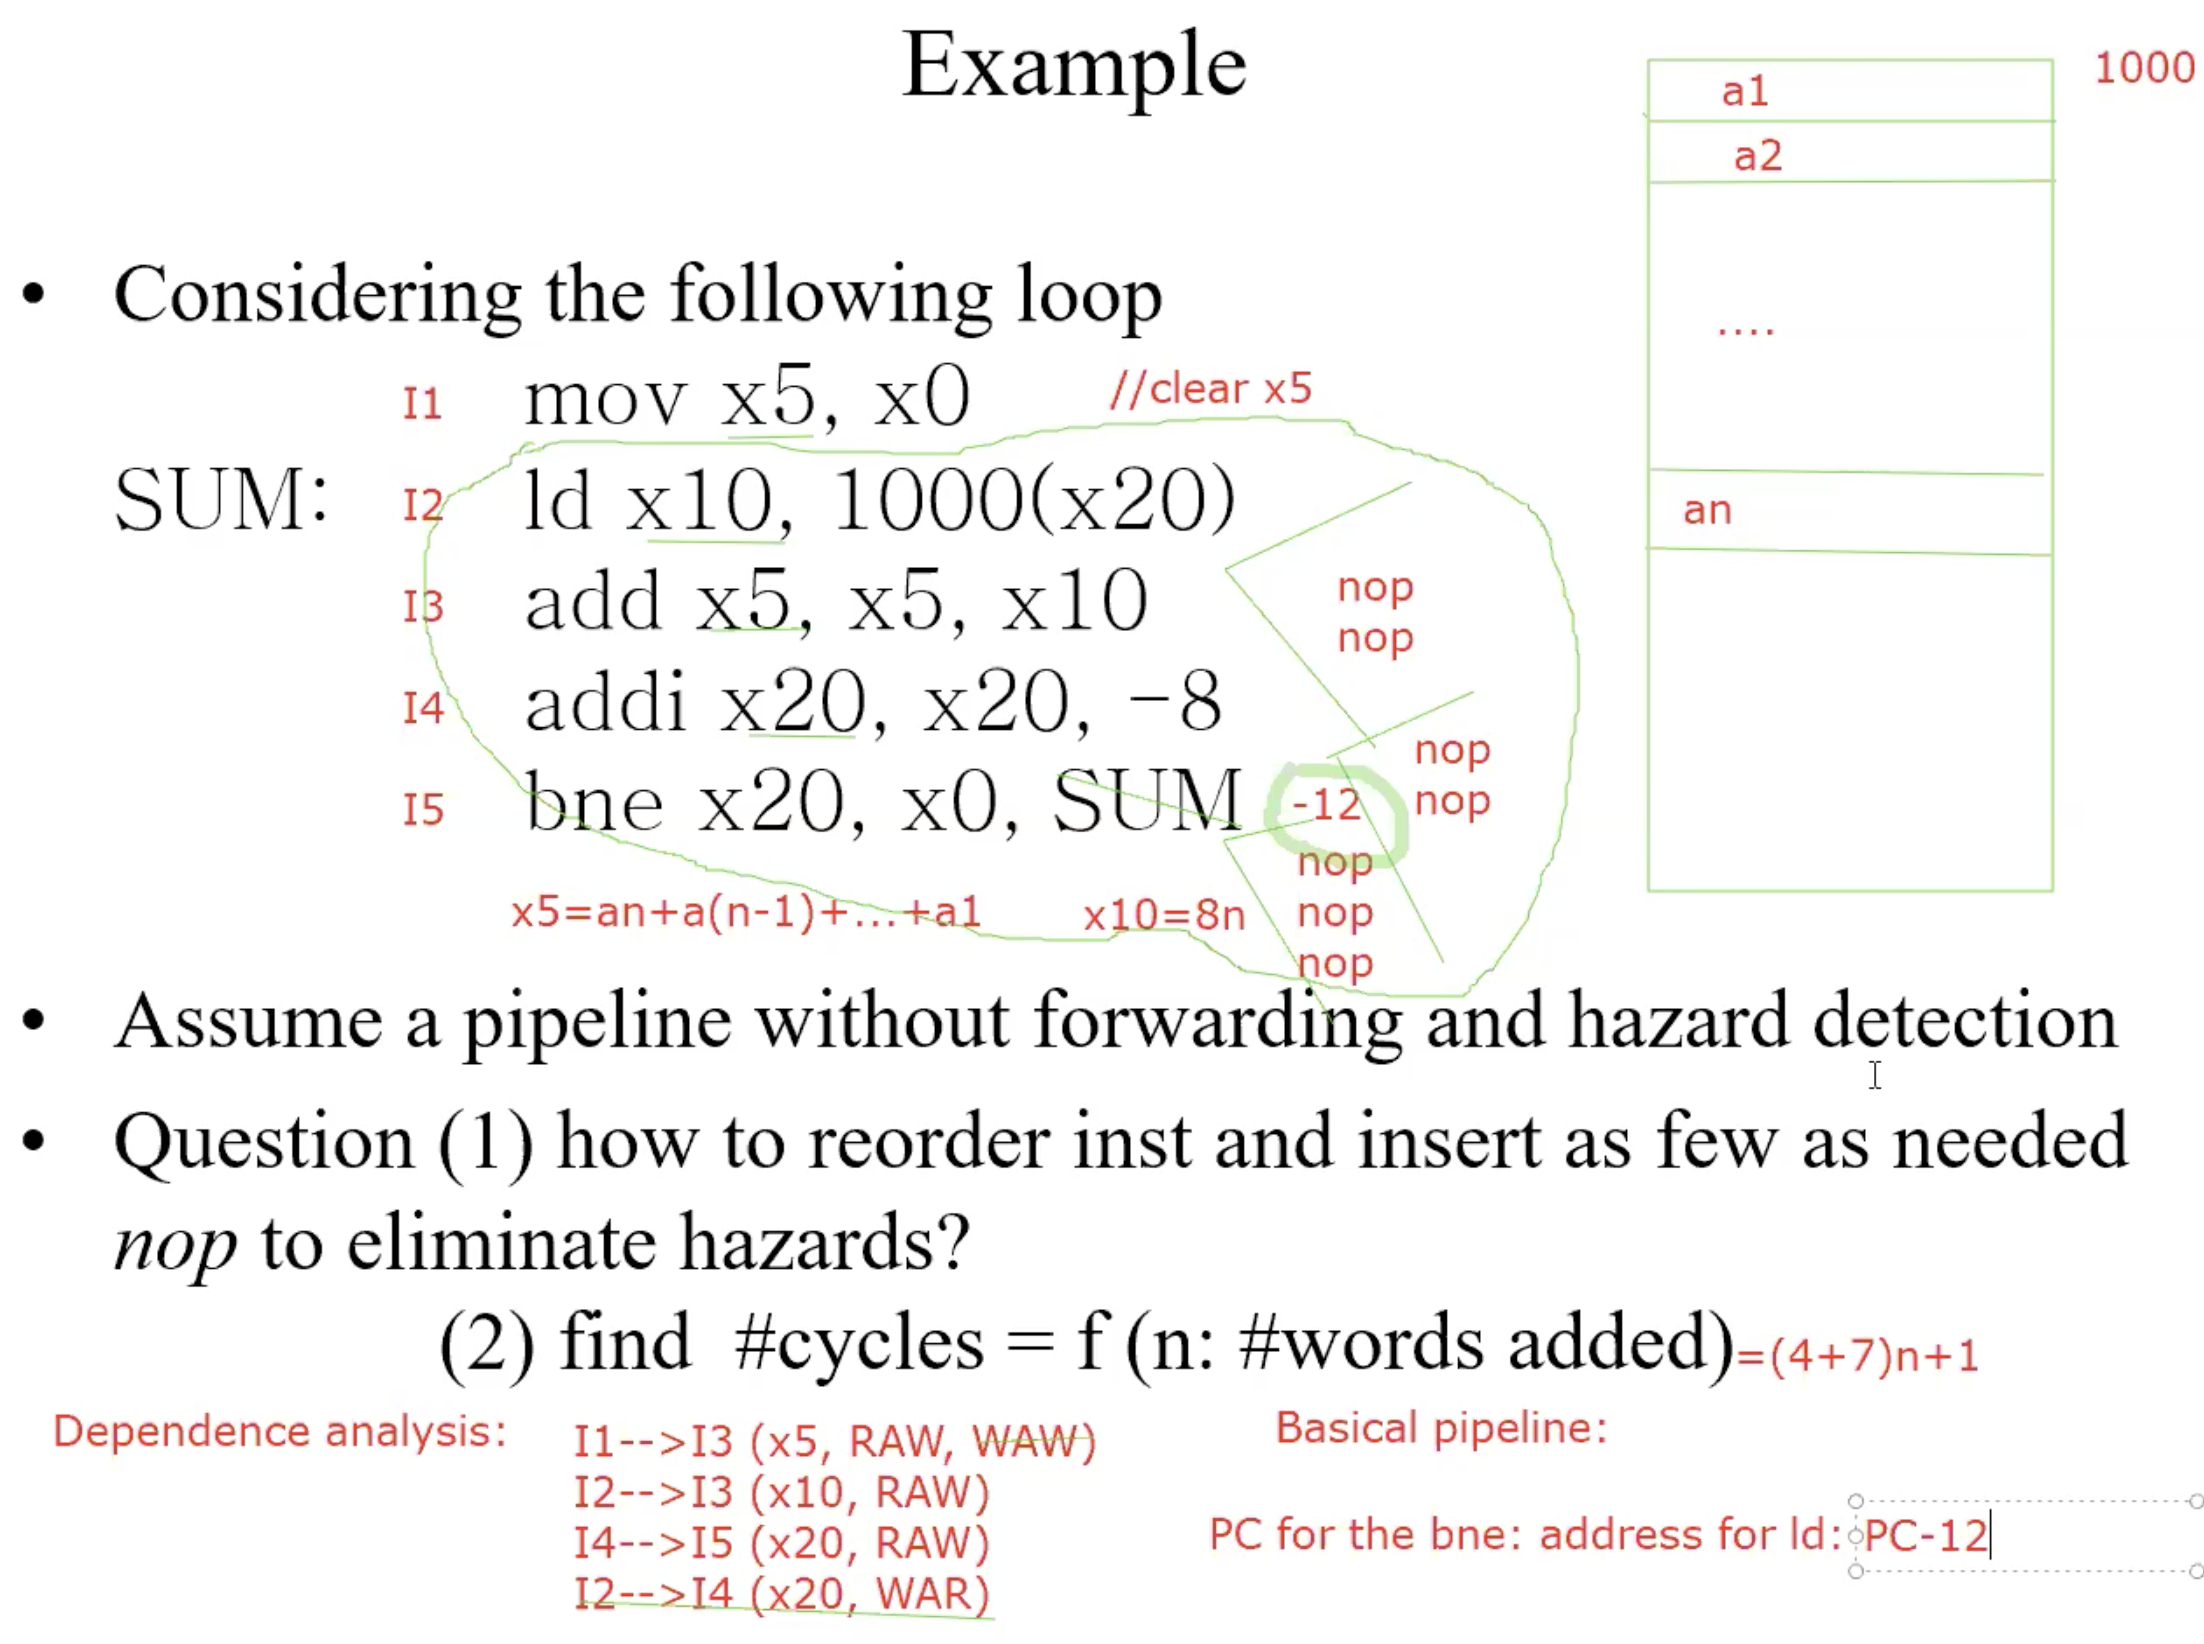 Example
1000
a1
a2
....
an
• Considering the following loop
I1 mov x5, x0 //clear x5
SUM: I2 ld x10, 1000(x20)
nop
nop
I3 add x5, x5, x10
I4 addi x20, x20, -8
nop
nop
I5 bne x20, x0, SUM -12
nop
nop
nop
x5=an+a(n-1)+...+a1 x10=8n
• Assume a pipeline without forwarding and hazard detection
• Question (1) how to reorder inst and insert as few as needed
nop to eliminate hazards?
(2) find #cycles = f (n: #words added)=(4+7)n+1
Dependence analysis:
I1-->I3 (x5, RAW, WAW)
I2-->I3 (x10, RAW)
I4-->I5 (x20, RAW)
I2-->I4 (x20, WAR)
Basical pipeline:
PC for the bne: address for ld: PC-12